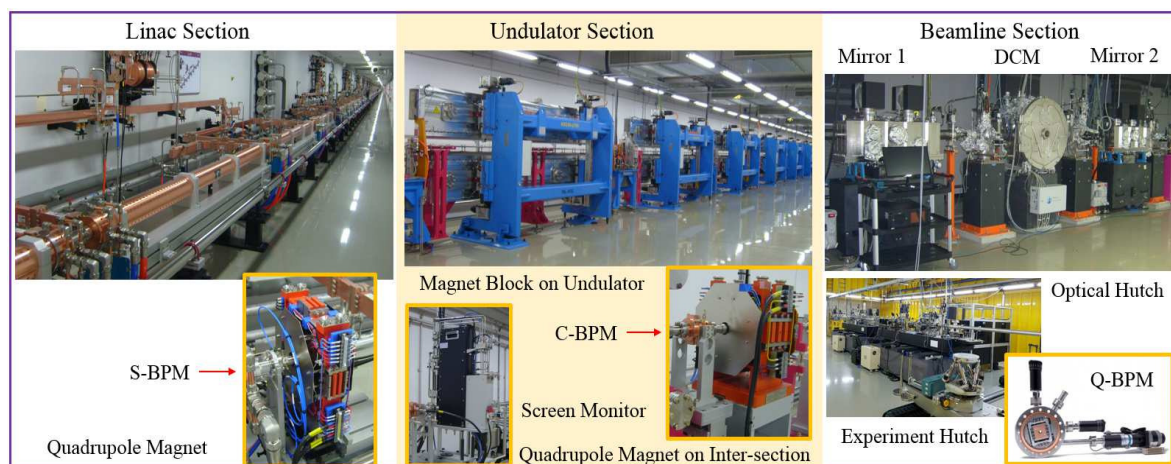 Linac Section
Undulator Section
Beamline Section
Mirror 1
DCM
Mirror 2
Magnet Block on Undulator
Optical Hutch
S-BPM
C-BPM
Q-BPM
Screen Monitor
Quadrupole Magnet
Quadrupole Magnet on Inter-section
Experiment Hutch